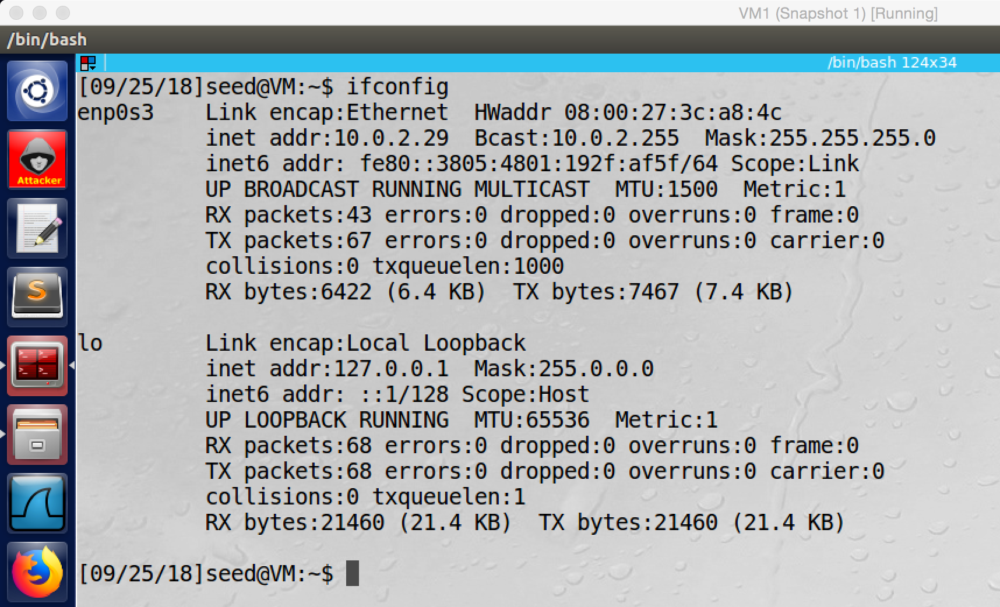 VM1 (Snapshot 1) [Running]
/bin/bash
/bin/bash 124x34
[09/25/18]seed@VM:~$ ifconfig
enp0s3    Link encap:Ethernet  HWaddr 08:00:27:3c:a8:4c
          inet addr:10.0.2.29  Bcast:10.0.2.255  Mask:255.255.255.0
          inet6 addr: fe80::3805:4801:192f:af5f/64 Scope:Link
          UP BROADCAST RUNNING MULTICAST  MTU:1500  Metric:1
          RX packets:43 errors:0 dropped:0 overruns:0 frame:0
          TX packets:67 errors:0 dropped:0 overruns:0 carrier:0
          collisions:0 txqueuelen:1000
          RX bytes:6422 (6.4 KB)  TX bytes:7467 (7.4 KB)
lo        Link encap:Local Loopback
          inet addr:127.0.0.1  Mask:255.0.0.0
          inet6 addr: ::1/128 Scope:Host
          UP LOOPBACK RUNNING  MTU:65536  Metric:1
          RX packets:68 errors:0 dropped:0 overruns:0 frame:0
          TX packets:68 errors:0 dropped:0 overruns:0 carrier:0
          collisions:0 txqueuelen:1
          RX bytes:21460 (21.4 KB)  TX bytes:21460 (21.4 KB)
[09/25/18]seed@VM:~$
Attacker
S